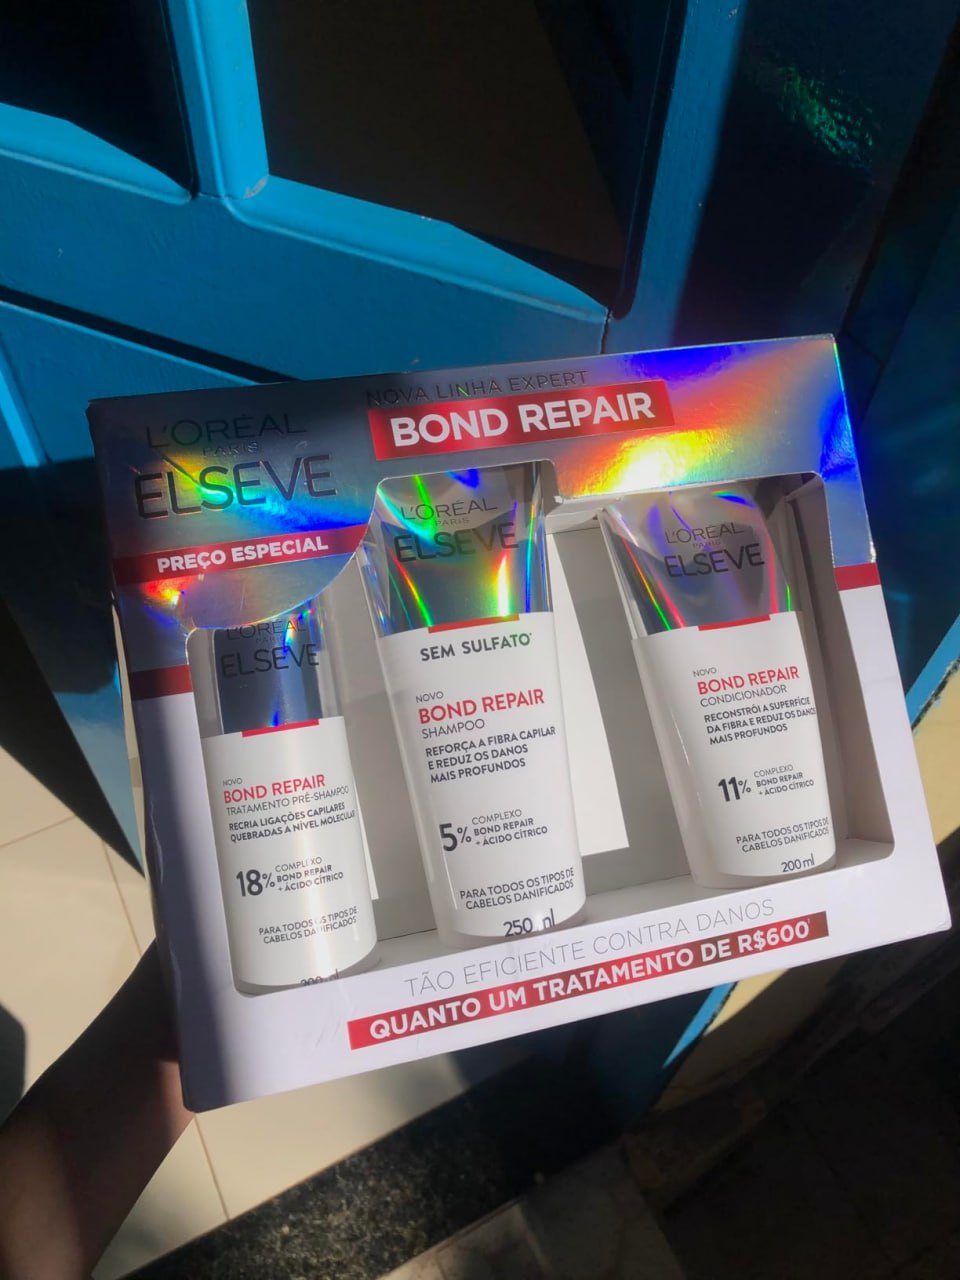 NOVA LINHA EXPERT
BOND REPAIR
L'ORÉAL
PARIS
ELSEVE
PREÇO ESPECIAL
L'ORÉAL
ELSEVE
NOVO
BOND REPAIR
TRATAMENTO PRÉ-SHAMPOO
RECRIA LIGAÇÕES CAPILARES
QUEBRADAS A NÍVEL MOLECULAR
18% COMPLEXO
BOND REPAIR
+ ÁCIDO CÍTRICO
PARA TODOS OS TIPOS DE
CABELOS DANIFICADOS
L'ORÉAL
PARIS
ELSEVE
SEM SULFATO*
NOVO
BOND REPAIR
SHAMPOO
REFORÇA A FIBRA CAPILAR
E REDUZ OS DANOS
MAIS PROFUNDOS
5% COMPLEXO
BOND REPAIR
+ ÁCIDO CÍTRICO
PARA TODOS OS TIPOS DE
CABELOS DANIFICADOS
250 ml
L'ORÉAL
PARIS
ELSEVE
NOVO
BOND REPAIR
CONDICIONADOR
RECONSTRÓI A SUPERFÍCIE
DA FIBRA E REDUZ OS DANOS
MAIS PROFUNDOS
11% COMPLEXO
BOND REPAIR
+ ÁCIDO CÍTRICO
PARA TODOS OS TIPOS DE
CABELOS DANIFICADOS
200 ml
TÃO EFICIENTE CONTRA DANOS
QUANTO UM TRATAMENTO DE R$600